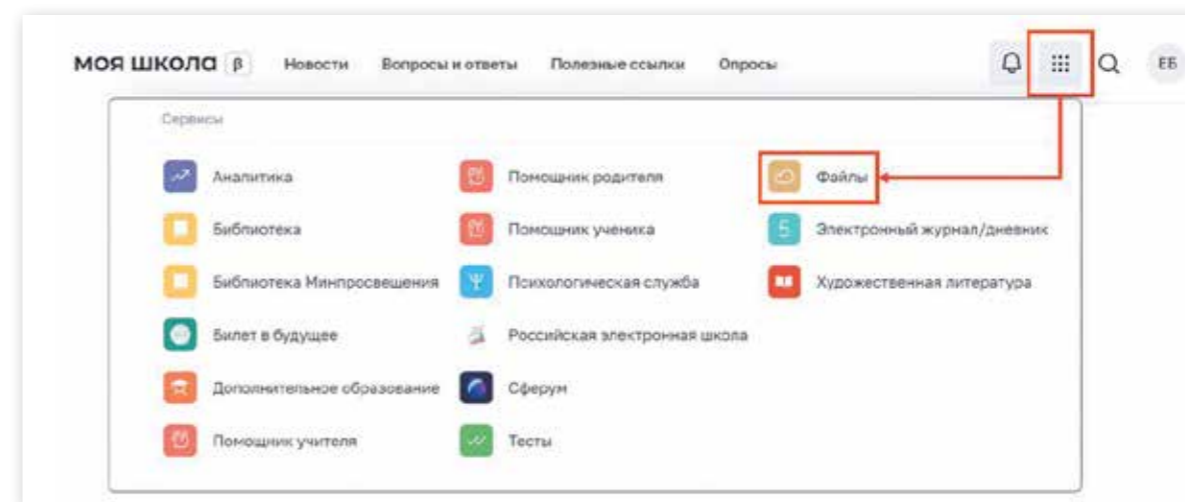 моя школа β Новости Вопросы и ответы Полезные ссылки Опросы ЕБ
Сервисы
Аналитика
Библиотека
Библиотека Минпросвещения
Билет в будущее
Дополнительное образование
Помощник учителя
Помощник родителя
Помощник ученика
Психологическая служба
Российская электронная школа
Сферум
Тесты
Файлы
5 Электронный журнал/дневник
Художественная литература